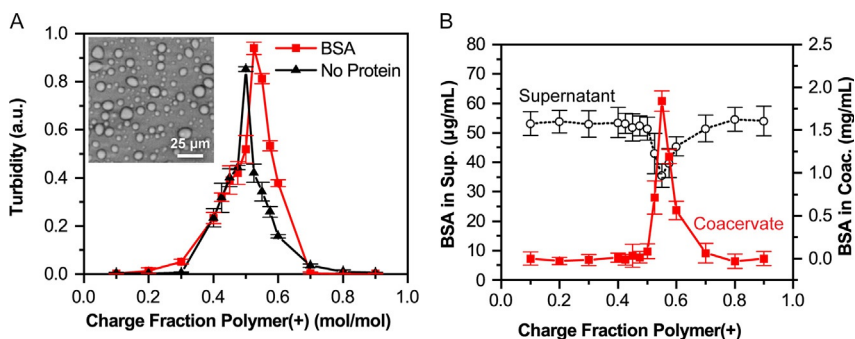 A
Turbidity (a.u.)
1.0
0.8
0.6
0.4
0.2
0.0
25 µm
BSA
No Protein
0.0 0.2 0.4 0.6 0.8 1.0
Charge Fraction Polymer(+) (mol/mol)
B
BSA in Sup. (µg/mL)
80
70
60
50
40
30
20
10
0
Supernatant
Coacervate
2.5
2.0
1.5
1.0
0.5
0.0
BSA in Coac. (mg/mL)
0.0 0.2 0.4 0.6 0.8 1.0
Charge Fraction Polymer(+)